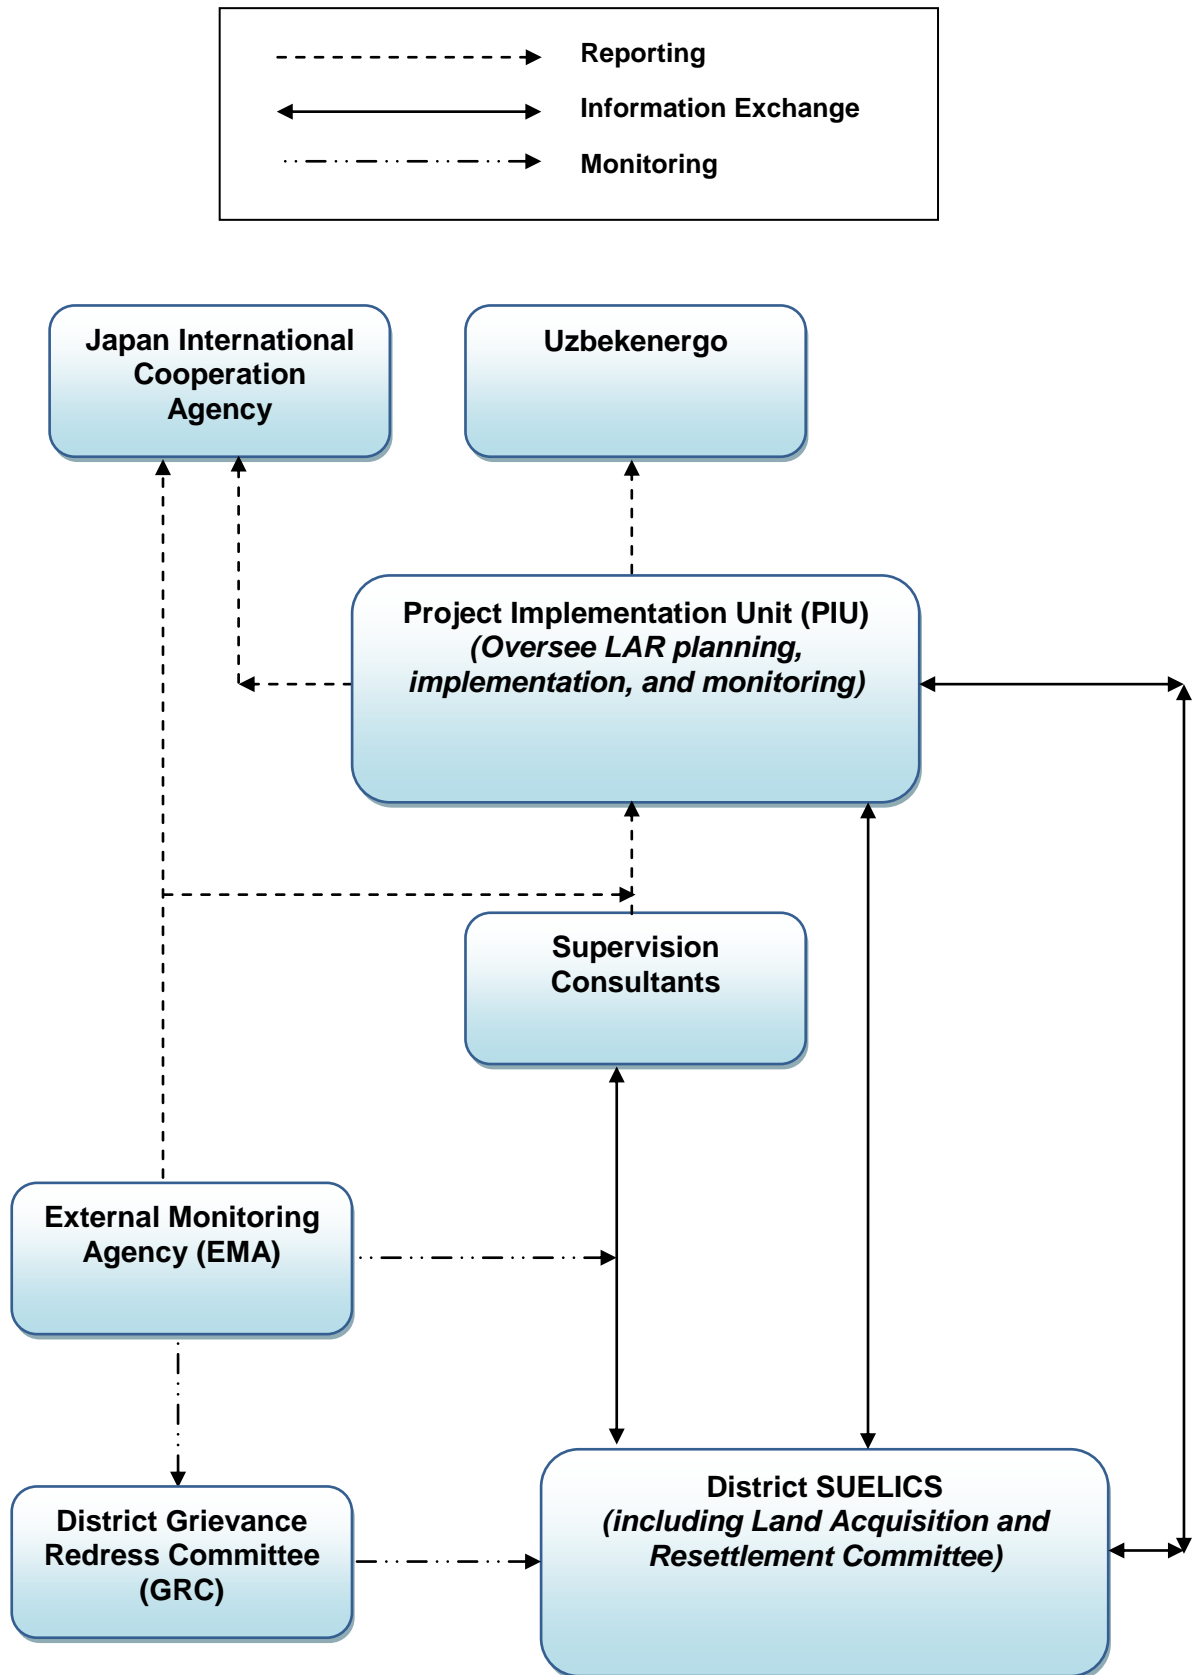 Reporting
Information Exchange
Monitoring
Japan International
Cooperation
Agency
Uzbekenergo
Project Implementation Unit (PIU)
(Oversee LAR planning,
implementation, and monitoring)
Supervision
Consultants
External Monitoring
Agency (EMA)
District Grievance
Redress Committee
(GRC)
District SUELICS
(including Land Acquisition and
Resettlement Committee)